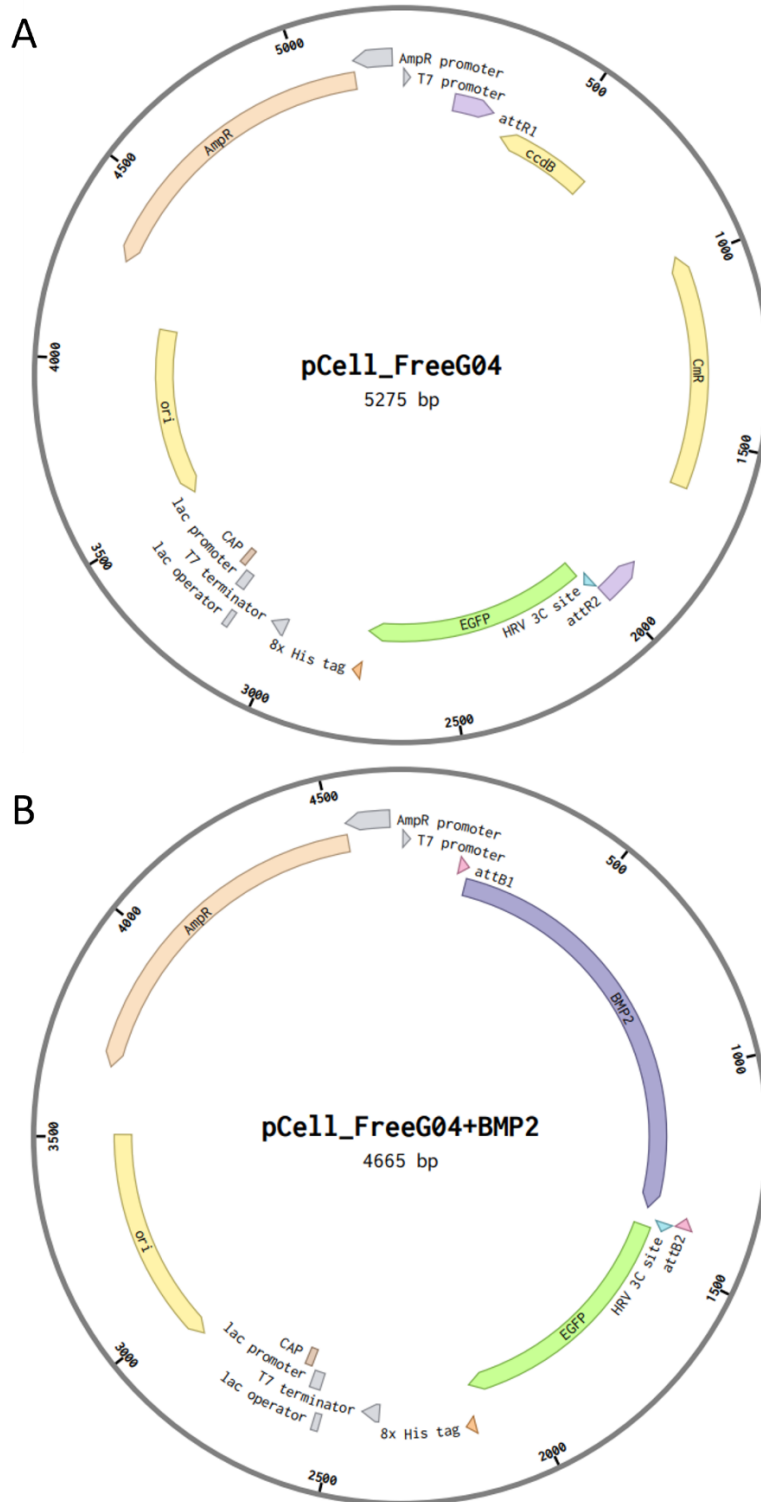 A
5000
AmpR promoter
T7 promoter
500
attR1
ccdB
AmpR
4500
1000
4000
pCell_FreeG04
5275 bp
CmR
ori
1500
lac promoter
CAP
T7 terminator
lac operator
3500
HRV 3C site
attR2
EGFP
2000
8x His tag
3000
2500
B
4500
AmpR promoter
T7 promoter
500
attB1
AmpR
4000
BMP2
1000
3500
pCell_FreeG04+BMP2
4665 bp
HRV 3C site
attB2
ori
1500
EGFP
CAP
lac promoter
T7 terminator
lac operator
3000
8x His tag
2000
2500